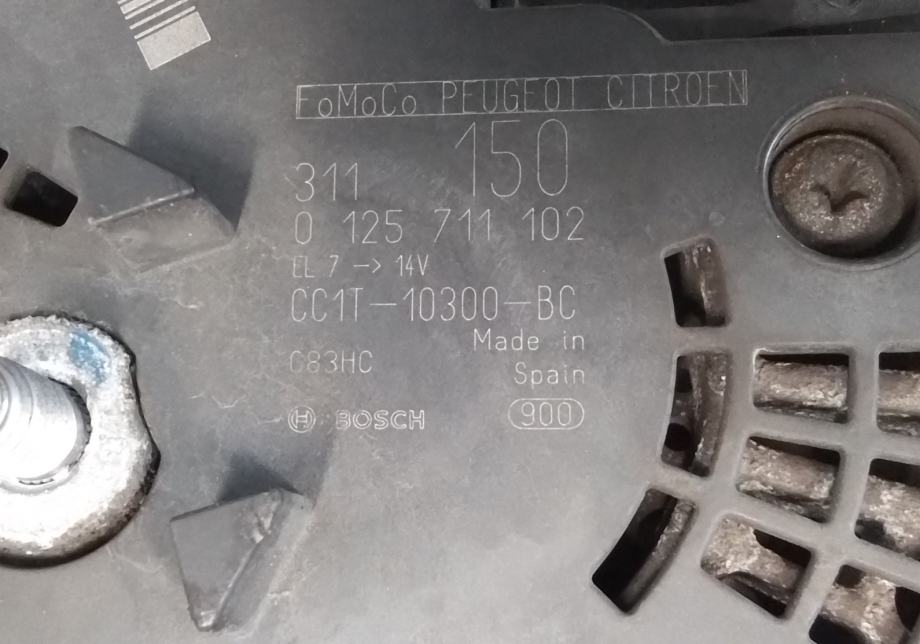 FoMoCo PEUGEOT CITROEN
150
311
0 125 711 102
EL 7 -> 14V
CC1T-10300-BC
Made in
Spain
C83HC
BOSCH 900